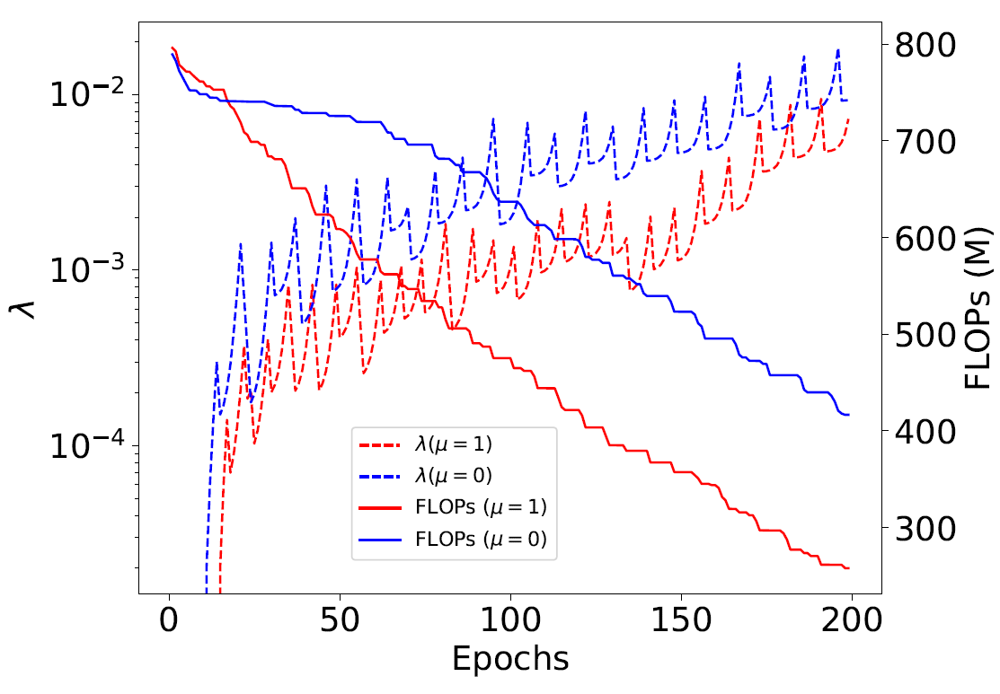 10⁻²
10⁻³
10⁻⁴
λ
800
700
600
500
400
300
FLOPs (M)
λ(μ = 1)
λ(μ = 0)
FLOPs (μ = 1)
FLOPs (μ = 0)
0 50 100 150 200
Epochs